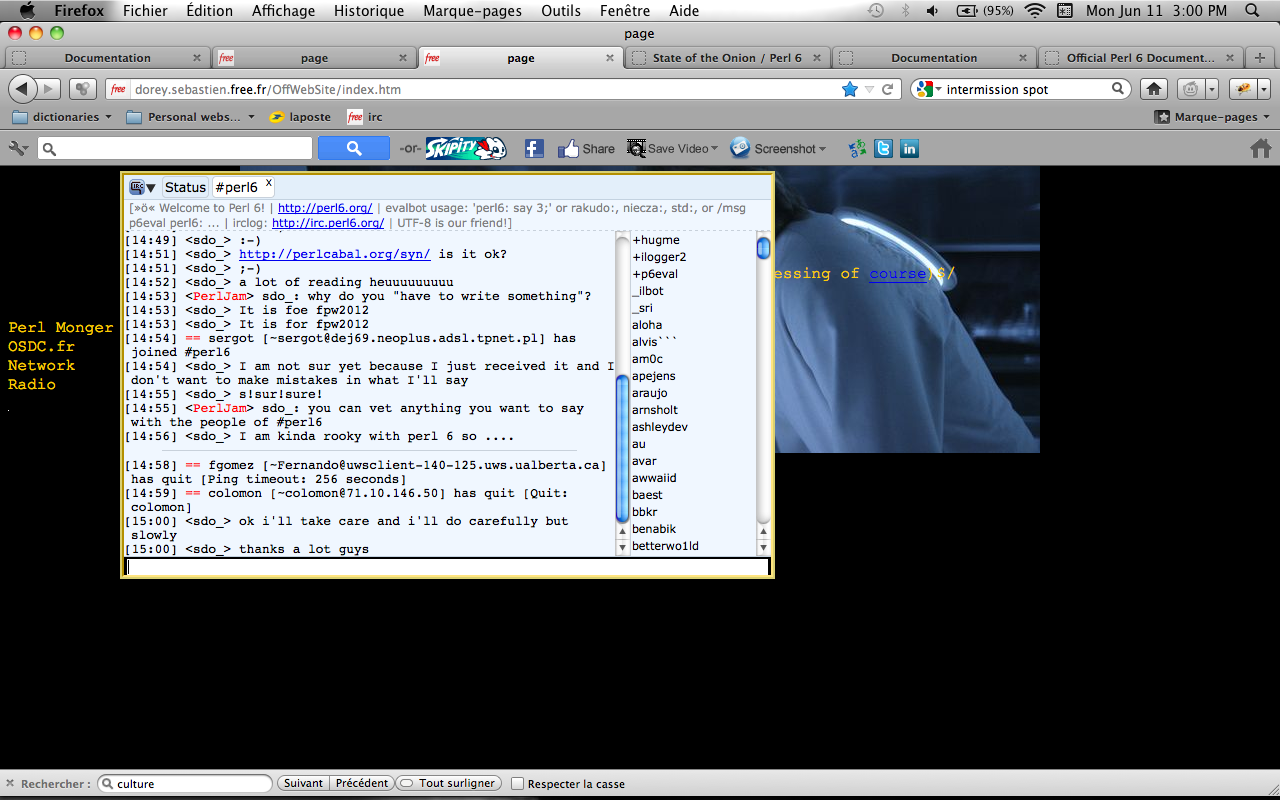 Firefox Fichier Édition Affichage Historique Marque-pages Outils Fenêtre Aide (95%) Mon Jun 11 3:00 PM
page
Documentation free page free page State of the Onion / Perl 6 Documentation Official Perl 6 Document...
free dorey.sebastien.free.fr/OffWebSite/index.htm intermission spot
dictionaries Personal webs... laposte free irc Marque-pages
-or- SKIPITY Share Save Video Screenshot
IRC Status #perl6 x
[»ö« Welcome to Perl 6! | http://perl6.org/ | evalbot usage: 'perl6: say 3;' or rakudo:, niecza:, std:, or /msg
p6eval perl6: ... | irclog: http://irc.perl6.org/ | UTF-8 is our friend!]
[14:49] <sdo_> :-)
[14:51] <sdo_> http://perlcabal.org/syn/ is it ok?
[14:51] <sdo_> ;-)
[14:52] <sdo_> a lot of reading heuuuuuuuuu
[14:53] <PerlJam> sdo_: why do you "have to write something"?
[14:53] <sdo_> It is foe fpw2012
[14:53] <sdo_> It is for fpw2012
[14:54] == sergot [~sergot@dej69.neoplus.adsl.tpnet.pl] has
joined #perl6
[14:54] <sdo_> I am not sur yet because I just received it and I
don't want to make mistakes in what I'll say
[14:55] <sdo_> s!sur!sure!
[14:55] <PerlJam> sdo_: you can vet anything you want to say
with the people of #perl6
[14:56] <sdo_> I am kinda rooky with perl 6 so ....
[14:58] == fgomez [~Fernando@uwsclient-140-125.uws.ualberta.ca]
has quit [Ping timeout: 256 seconds]
[14:59] == colomon [~colomon@71.10.146.50] has quit [Quit:
colomon]
[15:00] <sdo_> ok i'll take care and i'll do carefully but
slowly
[15:00] <sdo_> thanks a lot guys
+hugme
+ilogger2
+p6eval
_ilbot
_sri
aloha
alvis```
am0c
apejens
araujo
arnsholt
ashleydev
au
avar
awwaiid
baest
bbkr
benabik
betterwo1ld
essing of course)$/
Perl Monger
OSDC.fr
Network
Radio
.
Rechercher : culture Suivant Précédent Tout surligner Respecter la casse